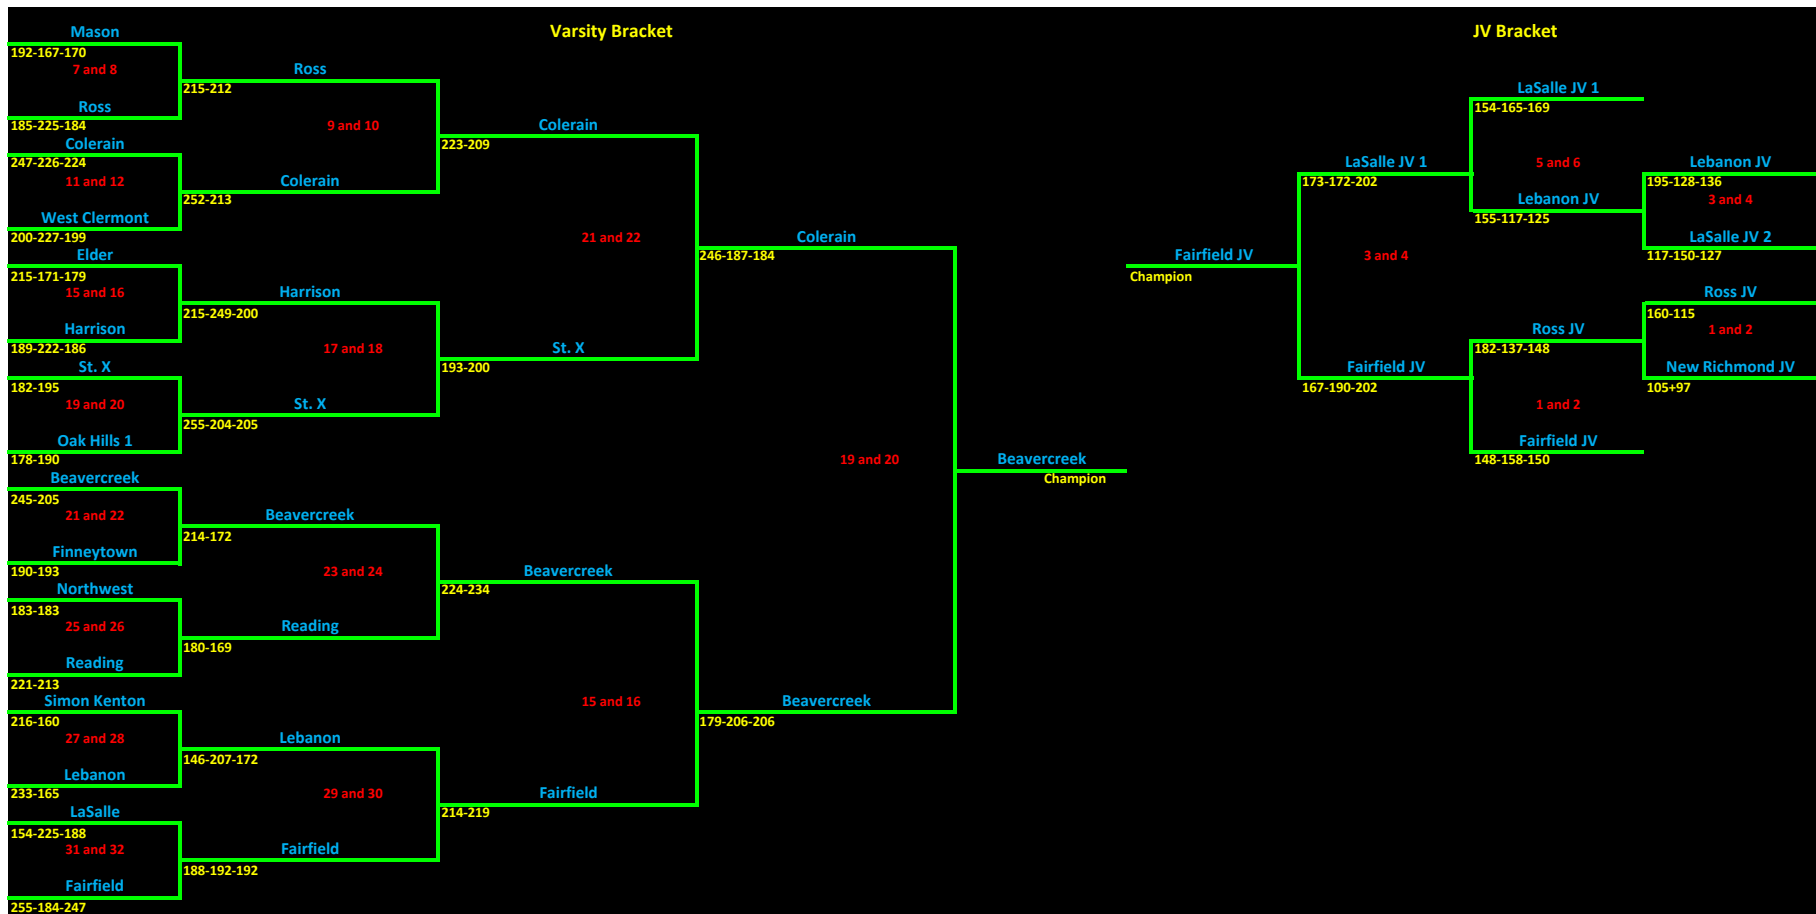 Varsity Bracket
JV Bracket
Mason
192-167-170
7 and 8
Ross
185-225-184
Colerain
247-226-224
11 and 12
West Clermont
200-227-199
Elder
215-171-179
15 and 16
Harrison
189-222-186
St. X
182-195
19 and 20
Oak Hills 1
178-190
Beavercreek
245-205
21 and 22
Finneytown
190-193
Northwest
183-183
25 and 26
Reading
221-213
Simon Kenton
216-160
27 and 28
Lebanon
233-165
LaSalle
154-225-188
31 and 32
Fairfield
255-184-247
Ross
215-212
9 and 10
Colerain
252-213
Harrison
215-249-200
17 and 18
St. X
255-204-205
Beavercreek
214-172
23 and 24
Reading
180-169
Lebanon
146-207-172
29 and 30
Fairfield
188-192-192
Colerain
223-209
21 and 22
St. X
193-200
Beavercreek
224-234
15 and 16
Fairfield
214-219
Colerain
246-187-184
19 and 20
Beavercreek
179-206-206
Beavercreek
Champion
Fairfield JV
Champion
LaSalle JV 1
173-172-202
3 and 4
Fairfield JV
167-190-202
LaSalle JV 1
154-165-169
5 and 6
Lebanon JV
155-117-125
Ross JV
182-137-148
1 and 2
Fairfield JV
148-158-150
Lebanon JV
195-128-136
3 and 4
LaSalle JV 2
117-150-127
Ross JV
160-115
1 and 2
New Richmond JV
105+97